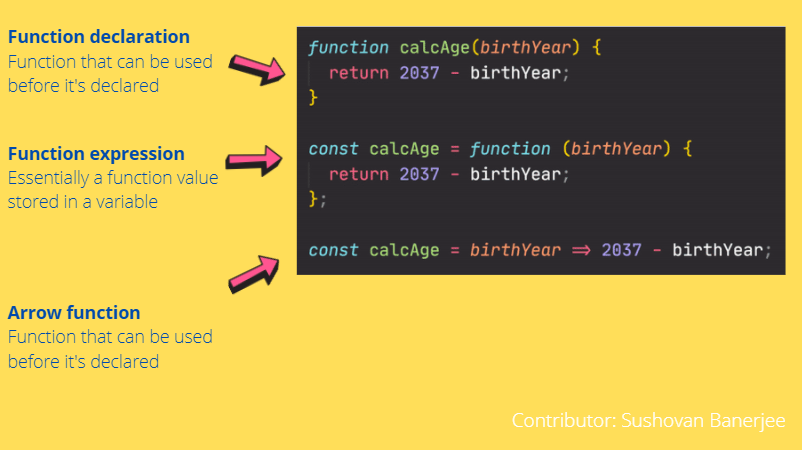 Function declaration
Function that can be used
before it's declared
Function expression
Essentially a function value
stored in a variable
Arrow function
Function that can be used
before it's declared
function calcAge(birthYear) {
  return 2037 - birthYear;
}
const calcAge = function (birthYear) {
  return 2037 - birthYear;
};
const calcAge = birthYear => 2037 - birthYear;
Contributor: Sushovan Banerjee